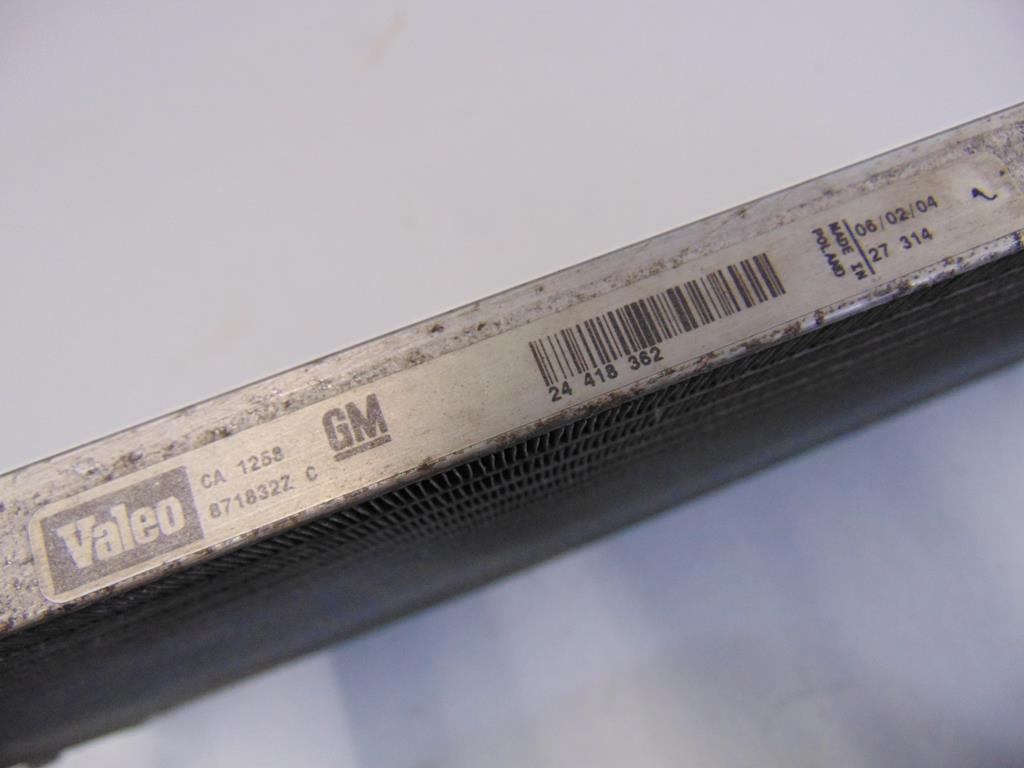 Valeo
CA 1258
871832Z C
GM
24 418 362
MADE IN
POLAND
06/02/04
27 314